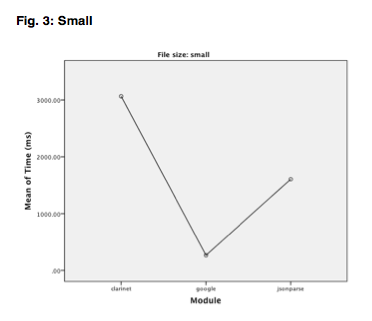 Fig. 3: Small
File size: small
Mean of Time (ms)
3000.00
2000.00
1000.00
.00
clarinet
google
jsonparse
Module